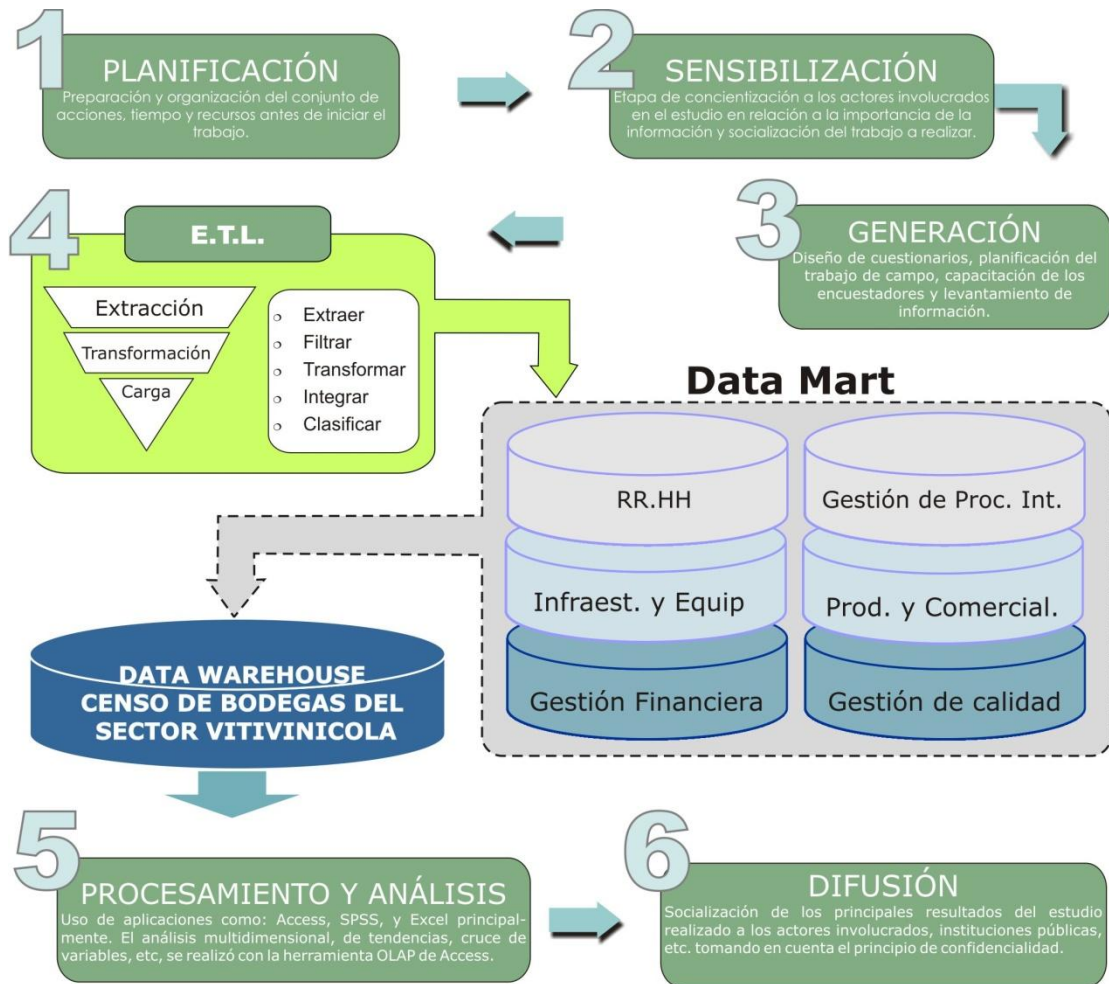 1
PLANIFICACIÓN
Preparación y organización del conjunto de
acciones, tiempo y recursos antes de iniciar el
trabajo.
2
SENSIBILIZACIÓN
Etapa de concientización a los actores involucrados
en el estudio en relación a la importancia de la
información y socialización del trabajo a realizar.
3
GENERACIÓN
Diseño de cuestionarios, planificación del
trabajo de campo, capacitación de los
encuestadores y levantamiento de
información.
4
E.T.L.
Extracción
Transformación
Carga
Extraer
Filtrar
Transformar
Integrar
Clasificar
Data Mart
RR.HH
Infraest. y Equip
Gestión Financiera
Gestión de Proc. Int.
Prod. y Comercial.
Gestión de calidad
DATA WAREHOUSE
CENSO DE BODEGAS DEL
SECTOR VITIVINICOLA
5
PROCESAMIENTO Y ANÁLISIS
Uso de aplicaciones como: Access, SPSS, y Excel principal-
mente. El análisis multidimensional, de tendencias, cruce de
variables, etc, se realizó con la herramienta OLAP de Access.
6
DIFUSIÓN
Socialización de los principales resultados del estudio
realizado a los actores involucrados, instituciones públicas,
etc. tomando en cuenta el principio de confidencialidad.